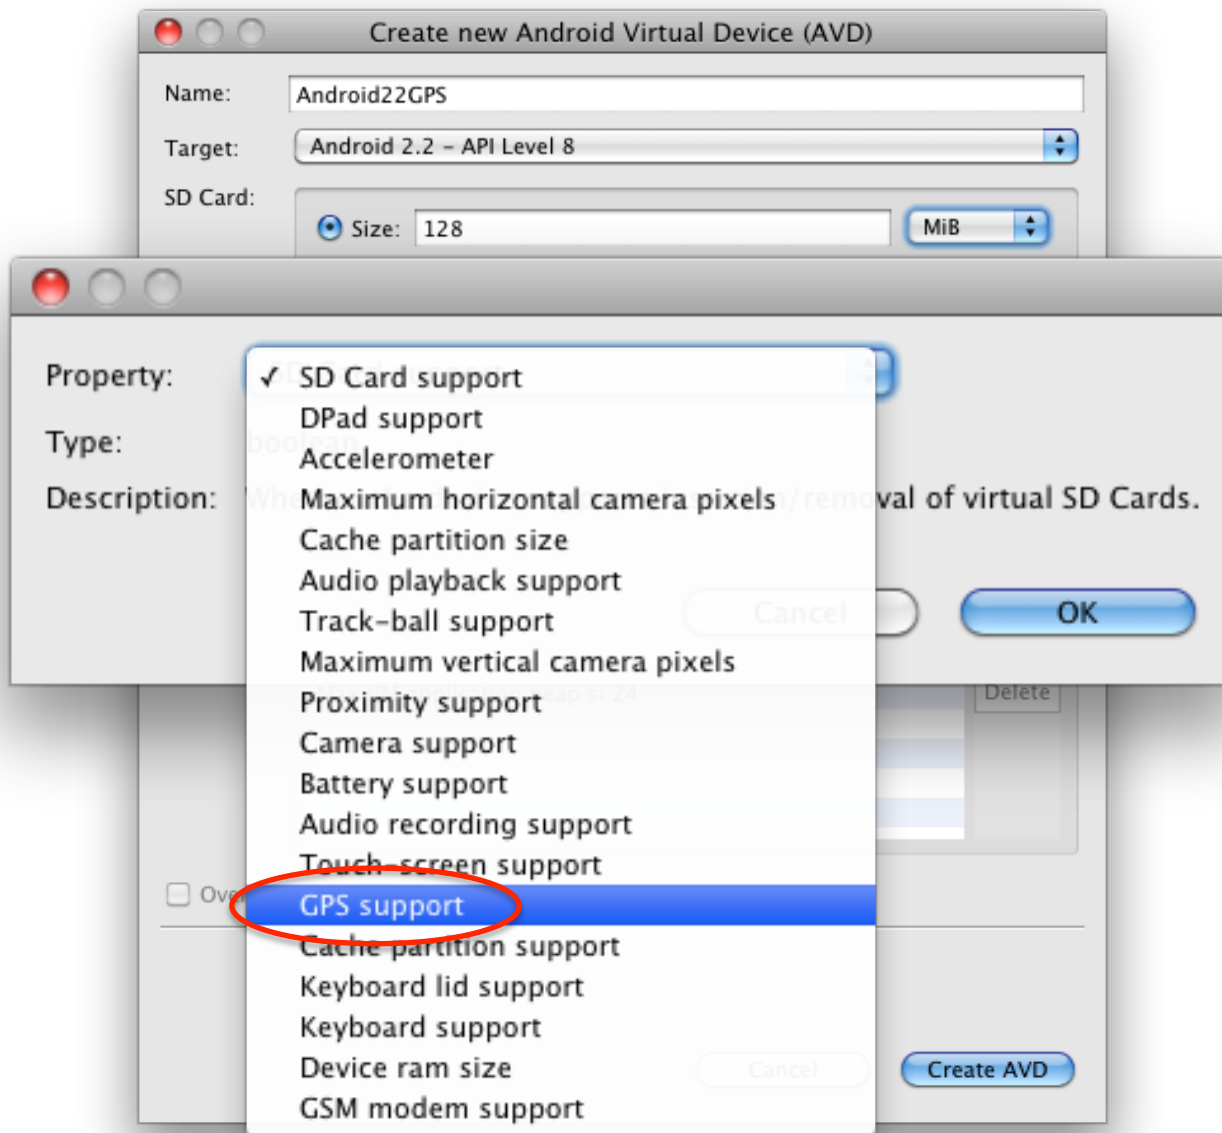 Create new Android Virtual Device (AVD)
Name: Android22GPS
Target: Android 2.2 – API Level 8
SD Card:
Size: 128 MiB
Property:
✓ SD Card support
DPad support
Type: boolean
Accelerometer
Description: val of virtual SD Cards.
Maximum horizontal camera pixels
Cache partition size
Audio playback support
Cancel OK
Track-ball support
Maximum vertical camera pixels
Delete
Proximity support
Camera support
Battery support
Audio recording support
Touch-screen support
GPS support
Cache partition support
Keyboard lid support
Keyboard support
Device ram size
Cancel Create AVD
GSM modem support